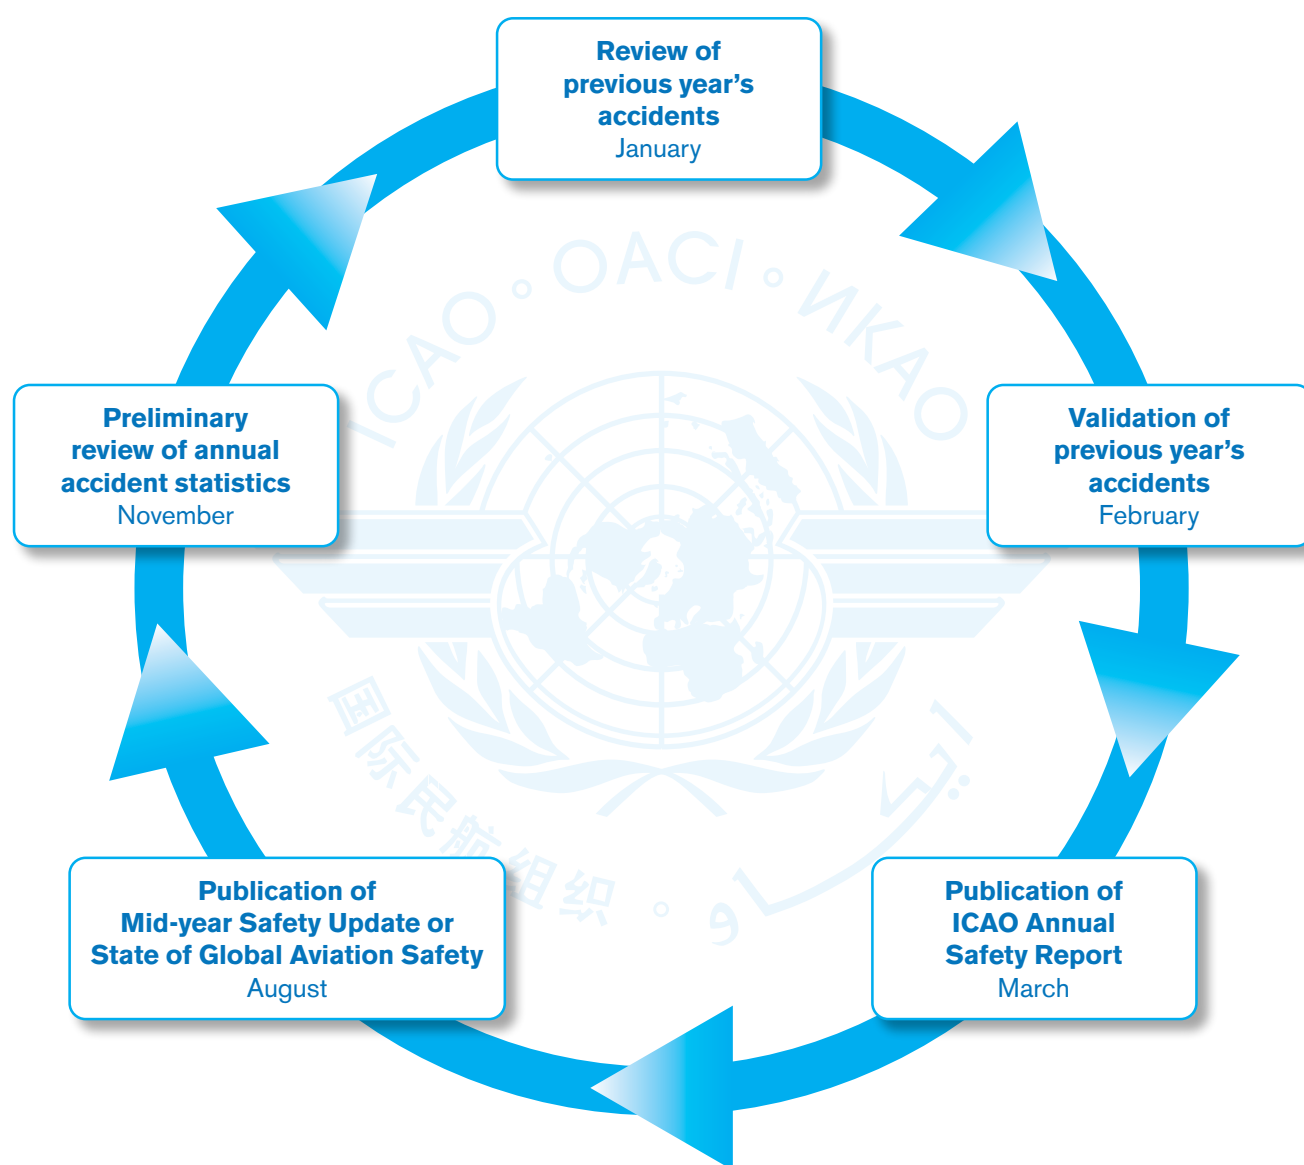 Review of
previous year's
accidents
January
Preliminary
review of annual
accident statistics
November
Validation of
previous year's
accidents
February
Publication of
Mid-year Safety Update or
State of Global Aviation Safety
August
Publication of
ICAO Annual
Safety Report
March
ICAO ◦ OACI ◦ ИКАО
国际民航组织 ◦ ايكاو